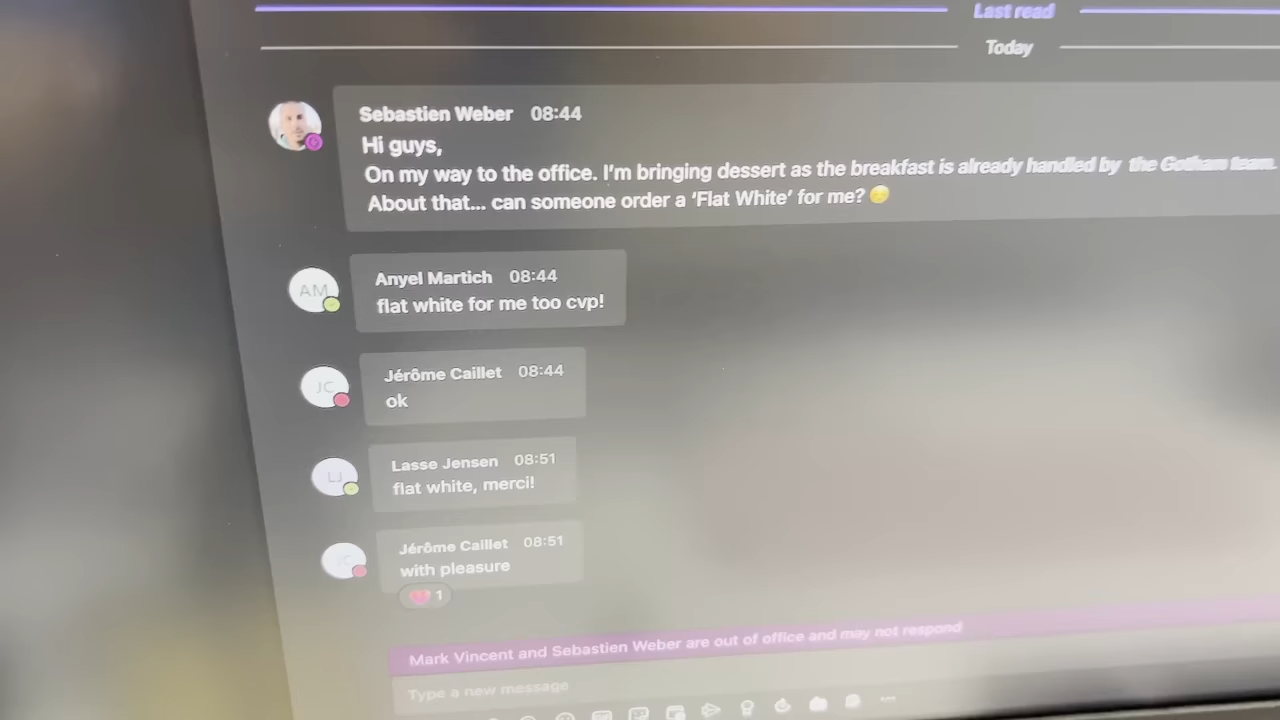 Last read
Today
Sebastien Weber 08:44
Hi guys,
On my way to the office. I'm bringing dessert as the breakfast is already handled by the Gotham team.
About that... can someone order a 'Flat White' for me?
AM
Anyel Martich 08:44
flat white for me too cvp!
JC
Jérôme Caillet 08:44
ok
LJ
Lasse Jensen 08:51
flat white, merci!
JC
Jérôme Caillet 08:51
with pleasure
1
Mark Vincent and Sebastien Weber are out of office and may not respond
Type a new message